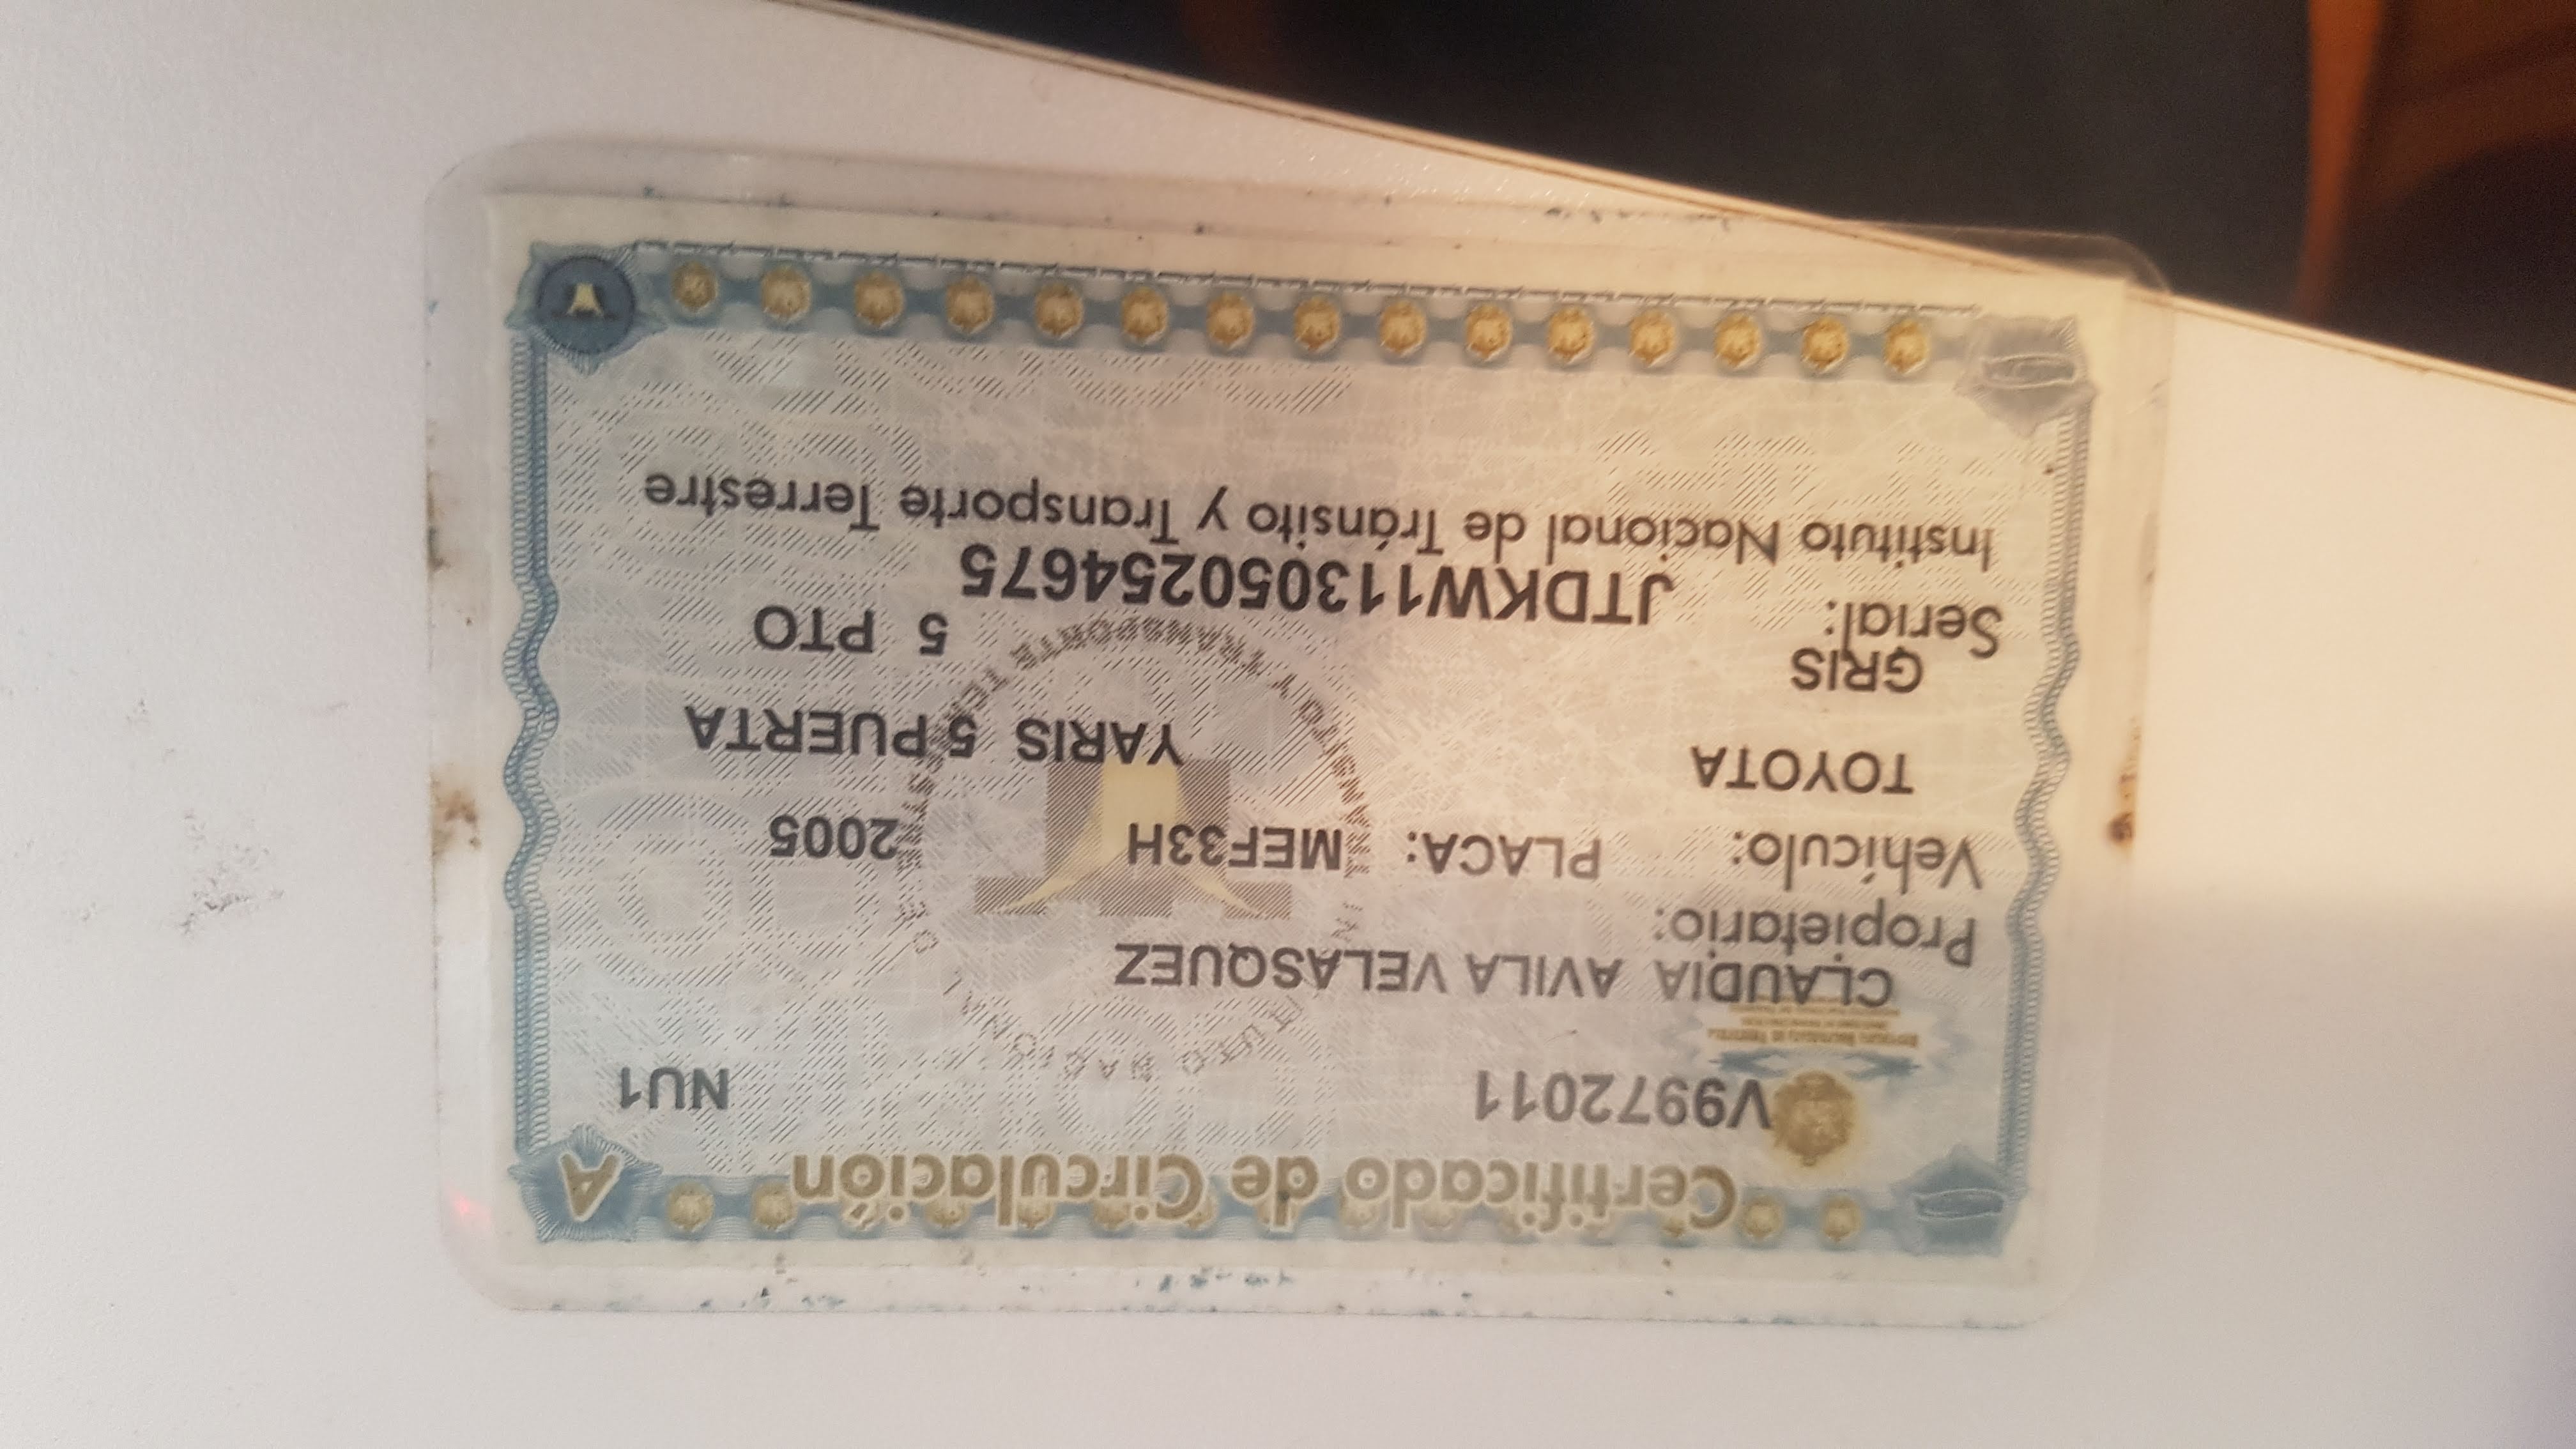 Certificado de Circulación
A
V9972011 NU1
CLAUDIA AVILA VELASQUEZ
Propietario:
Vehículo: PLACA: MEF33H 2005
TOYOTA YARIS 5 PUERTA
GRIS 5 PTO
Serial: JTDKW113050254675
Instituto Nacional de Tránsito y Transporte Terrestre